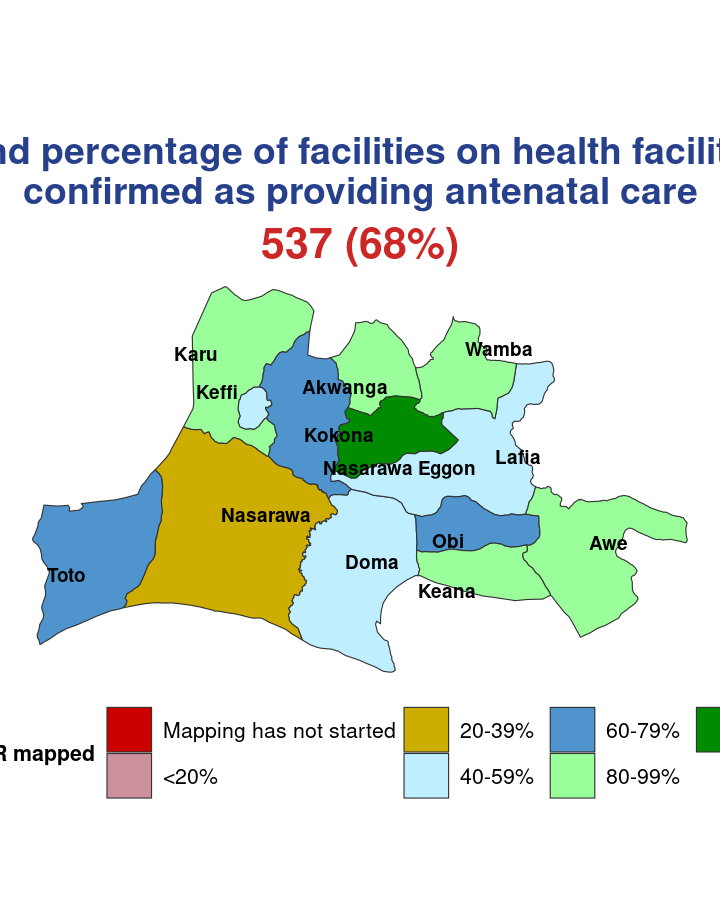 percentage of facilities on health
confirmed as providing antenatal care
537 (68%)
Karu
Wamba
Keffi
Akwanga
Kokona
Nasarawa Eggon
Lafia
Nasarawa
Obi
Awe
Doma
Toto
Keana
mapped
Mapping has not started
20-39%
60-79%
<20%
40-59%
80-99%